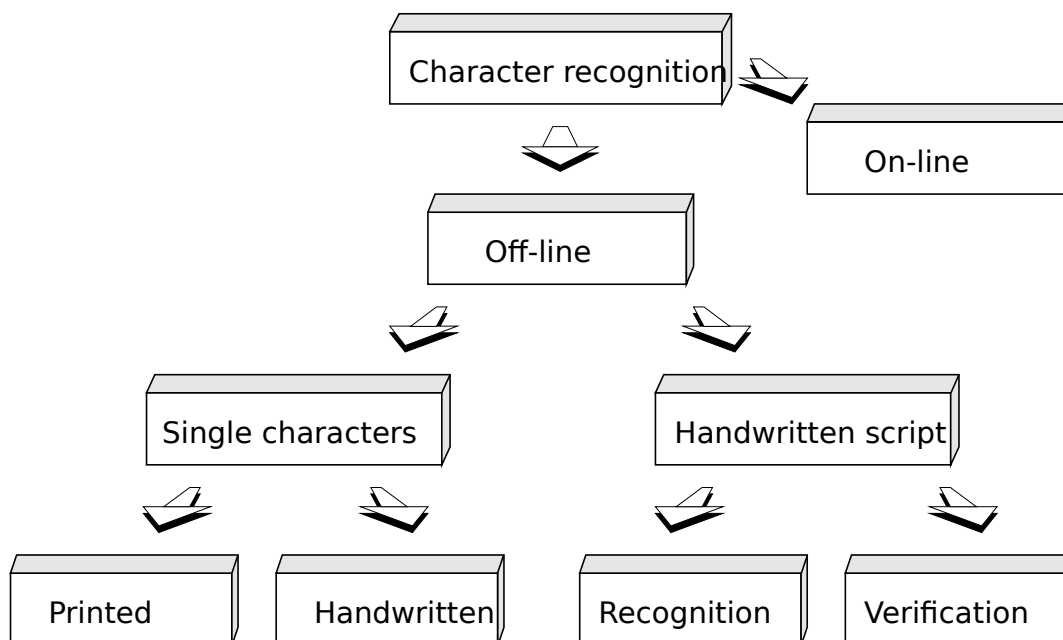 Character recognition
On-line
Off-line
Single characters
Handwritten script
Printed
Handwritten
Recognition
Verification